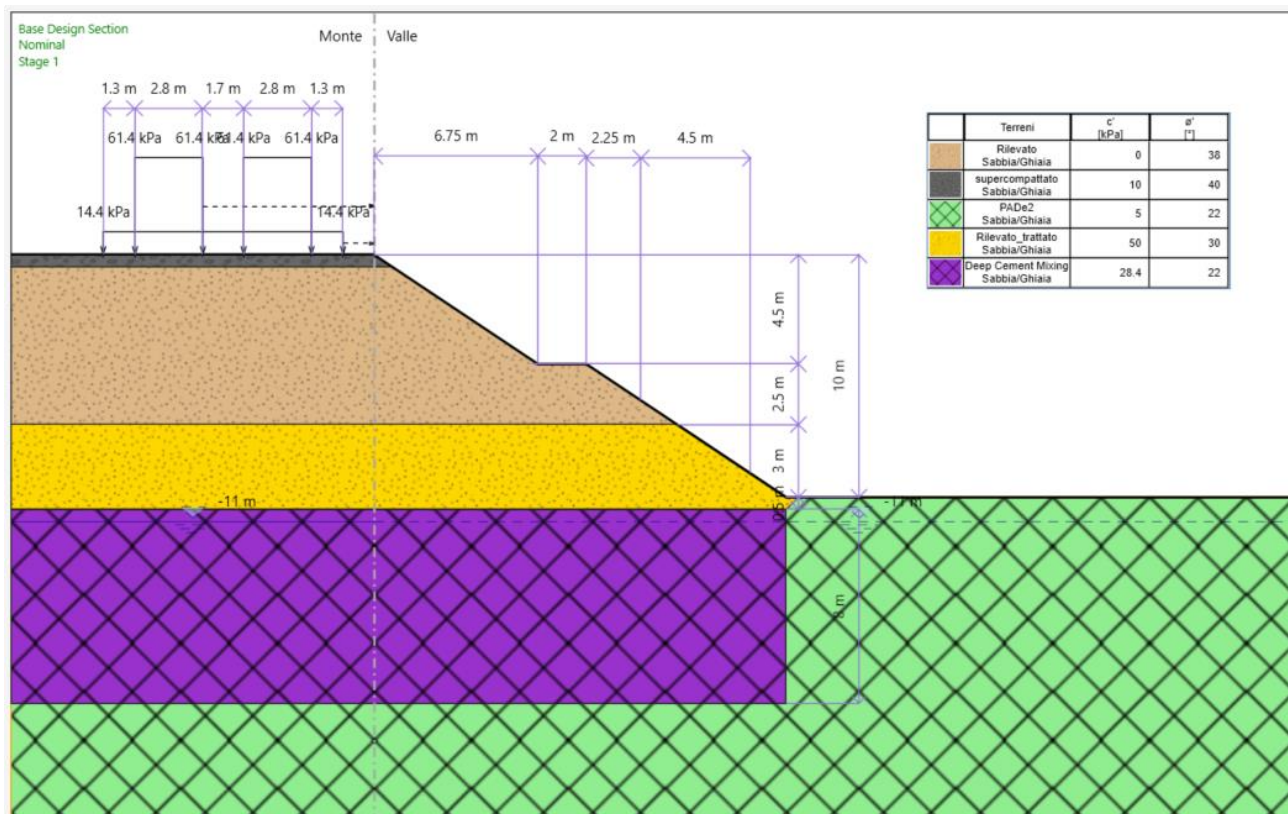 Base Design Section
Nominal
Stage 1
Monte
Valle
1.3 m
2.8 m
1.7 m
2.8 m
1.3 m
61.4 kPa
61.4 kPa
61.4 kPa
61.4 kPa
14.4 kPa
14.4 kPa
6.75 m
2 m
2.25 m
4.5 m
Terreni
c'
[kPa]
ø'
[°]
Rilevato
Sabbia/Ghiaia
0
38
supercompattato
Sabbia/Ghiaia
10
40
PADe2
Sabbia/Ghiaia
5
22
Rilevato_trattato
Sabbia/Ghiaia
50
30
Deep Cement Mixing
Sabbia/Ghiaia
28.4
22
4.5 m
2.5 m
10 m
3 m
0.5 m
-11 m
-11 m
8 m